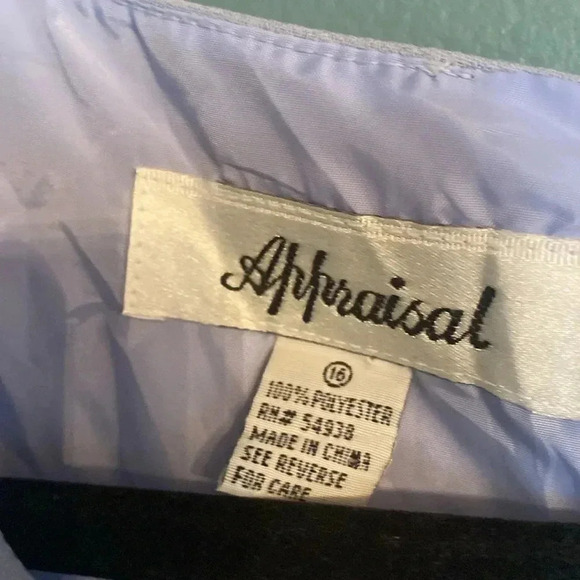 Appraisal
16
100% POLYESTER
RN# 54938
MADE IN CHINA
SEE REVERSE
FOR CARE